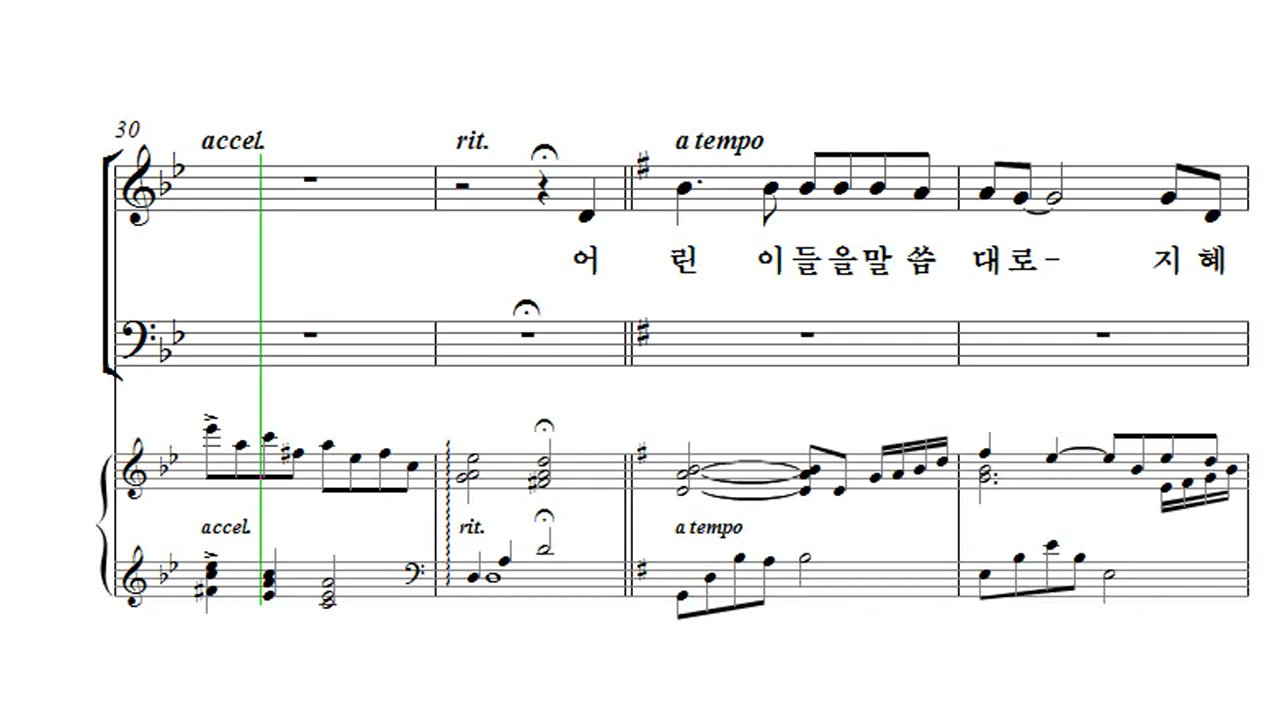 30
accel.
rit.
a tempo
어 린 이들을말 씀 대로- 지 혜
accel.
rit.
a tempo